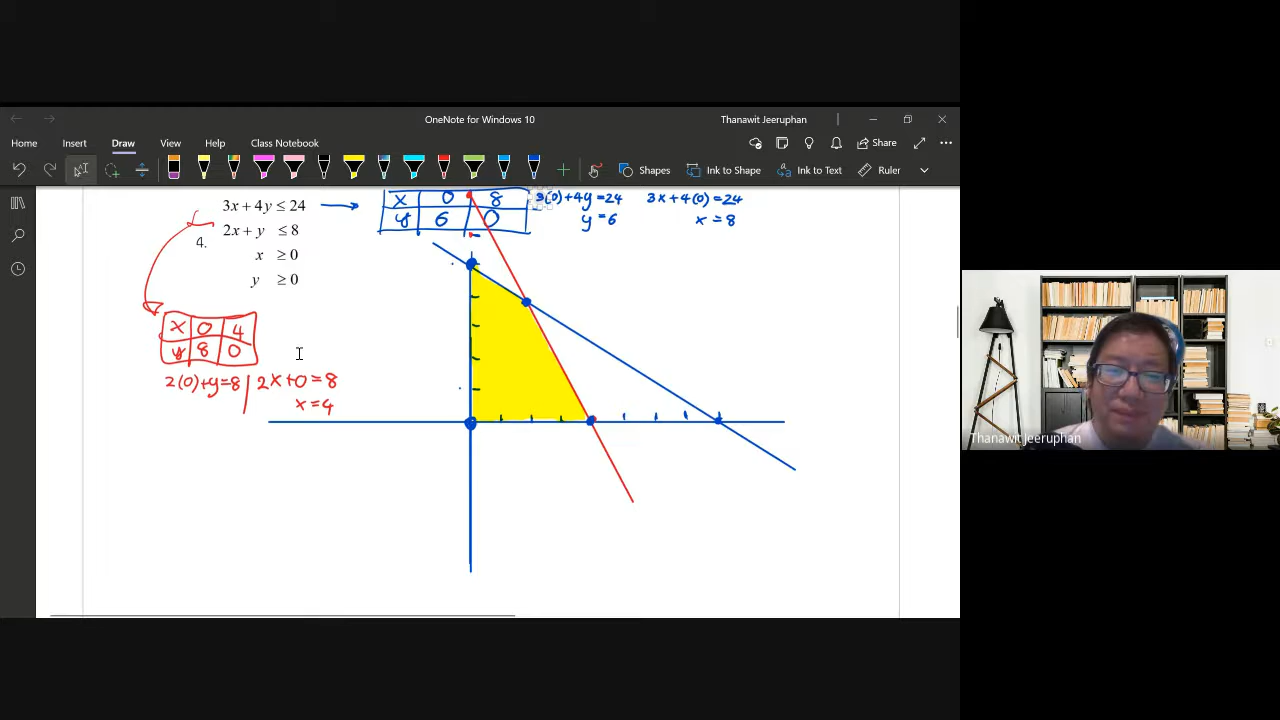 OneNote for Windows 10
Thanawit Jeeruphan
Home Insert Draw View Help Class Notebook
Share
Shapes Ink to Shape Ink to Text Ruler
3x + 4y ≤ 24
x 0 8
y 6 0
3(0)+4y=24
y=6
3x+4(0)=24
x=8
4.
2x + y ≤ 8
x ≥ 0
y ≥ 0
x 0 4
y 8 0
2(0)+y=8
2x+0=8
x=4
Thanawit Jeeruphan